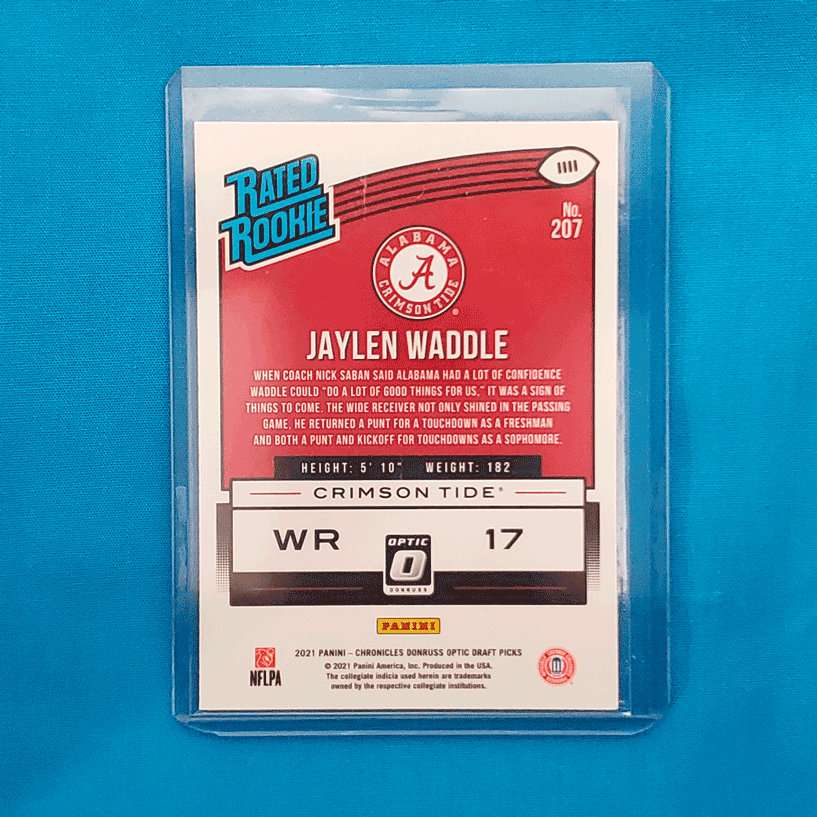 RATED
ROOKIE
No.
207
ALABAMA
A
CRIMSON TIDE
®
JAYLEN WADDLE
WHEN COACH NICK SABAN SAID ALABAMA HAD A LOT OF CONFIDENCE
WADDLE COULD "DO A LOT OF GOOD THINGS FOR US," IT WAS A SIGN OF
THINGS TO COME. THE WIDE RECEIVER NOT ONLY SHINED IN THE PASSING
GAME, HE RETURNED A PUNT FOR A TOUCHDOWN AS A FRESHMAN
AND BOTH A PUNT AND KICKOFF FOR TOUCHDOWNS AS A SOPHOMORE.
HEIGHT: 5' 10" WEIGHT: 182
CRIMSON TIDE®
WR 17
OPTIC
O
DONRUSS
PANINI
2021 PANINI – CHRONICLES DONRUSS OPTIC DRAFT PICKS
© 2021 Panini America, Inc. Produced in the USA.
The collegiate indicia used herein are trademarks
owned by the respective collegiate institutions.
NFLPA